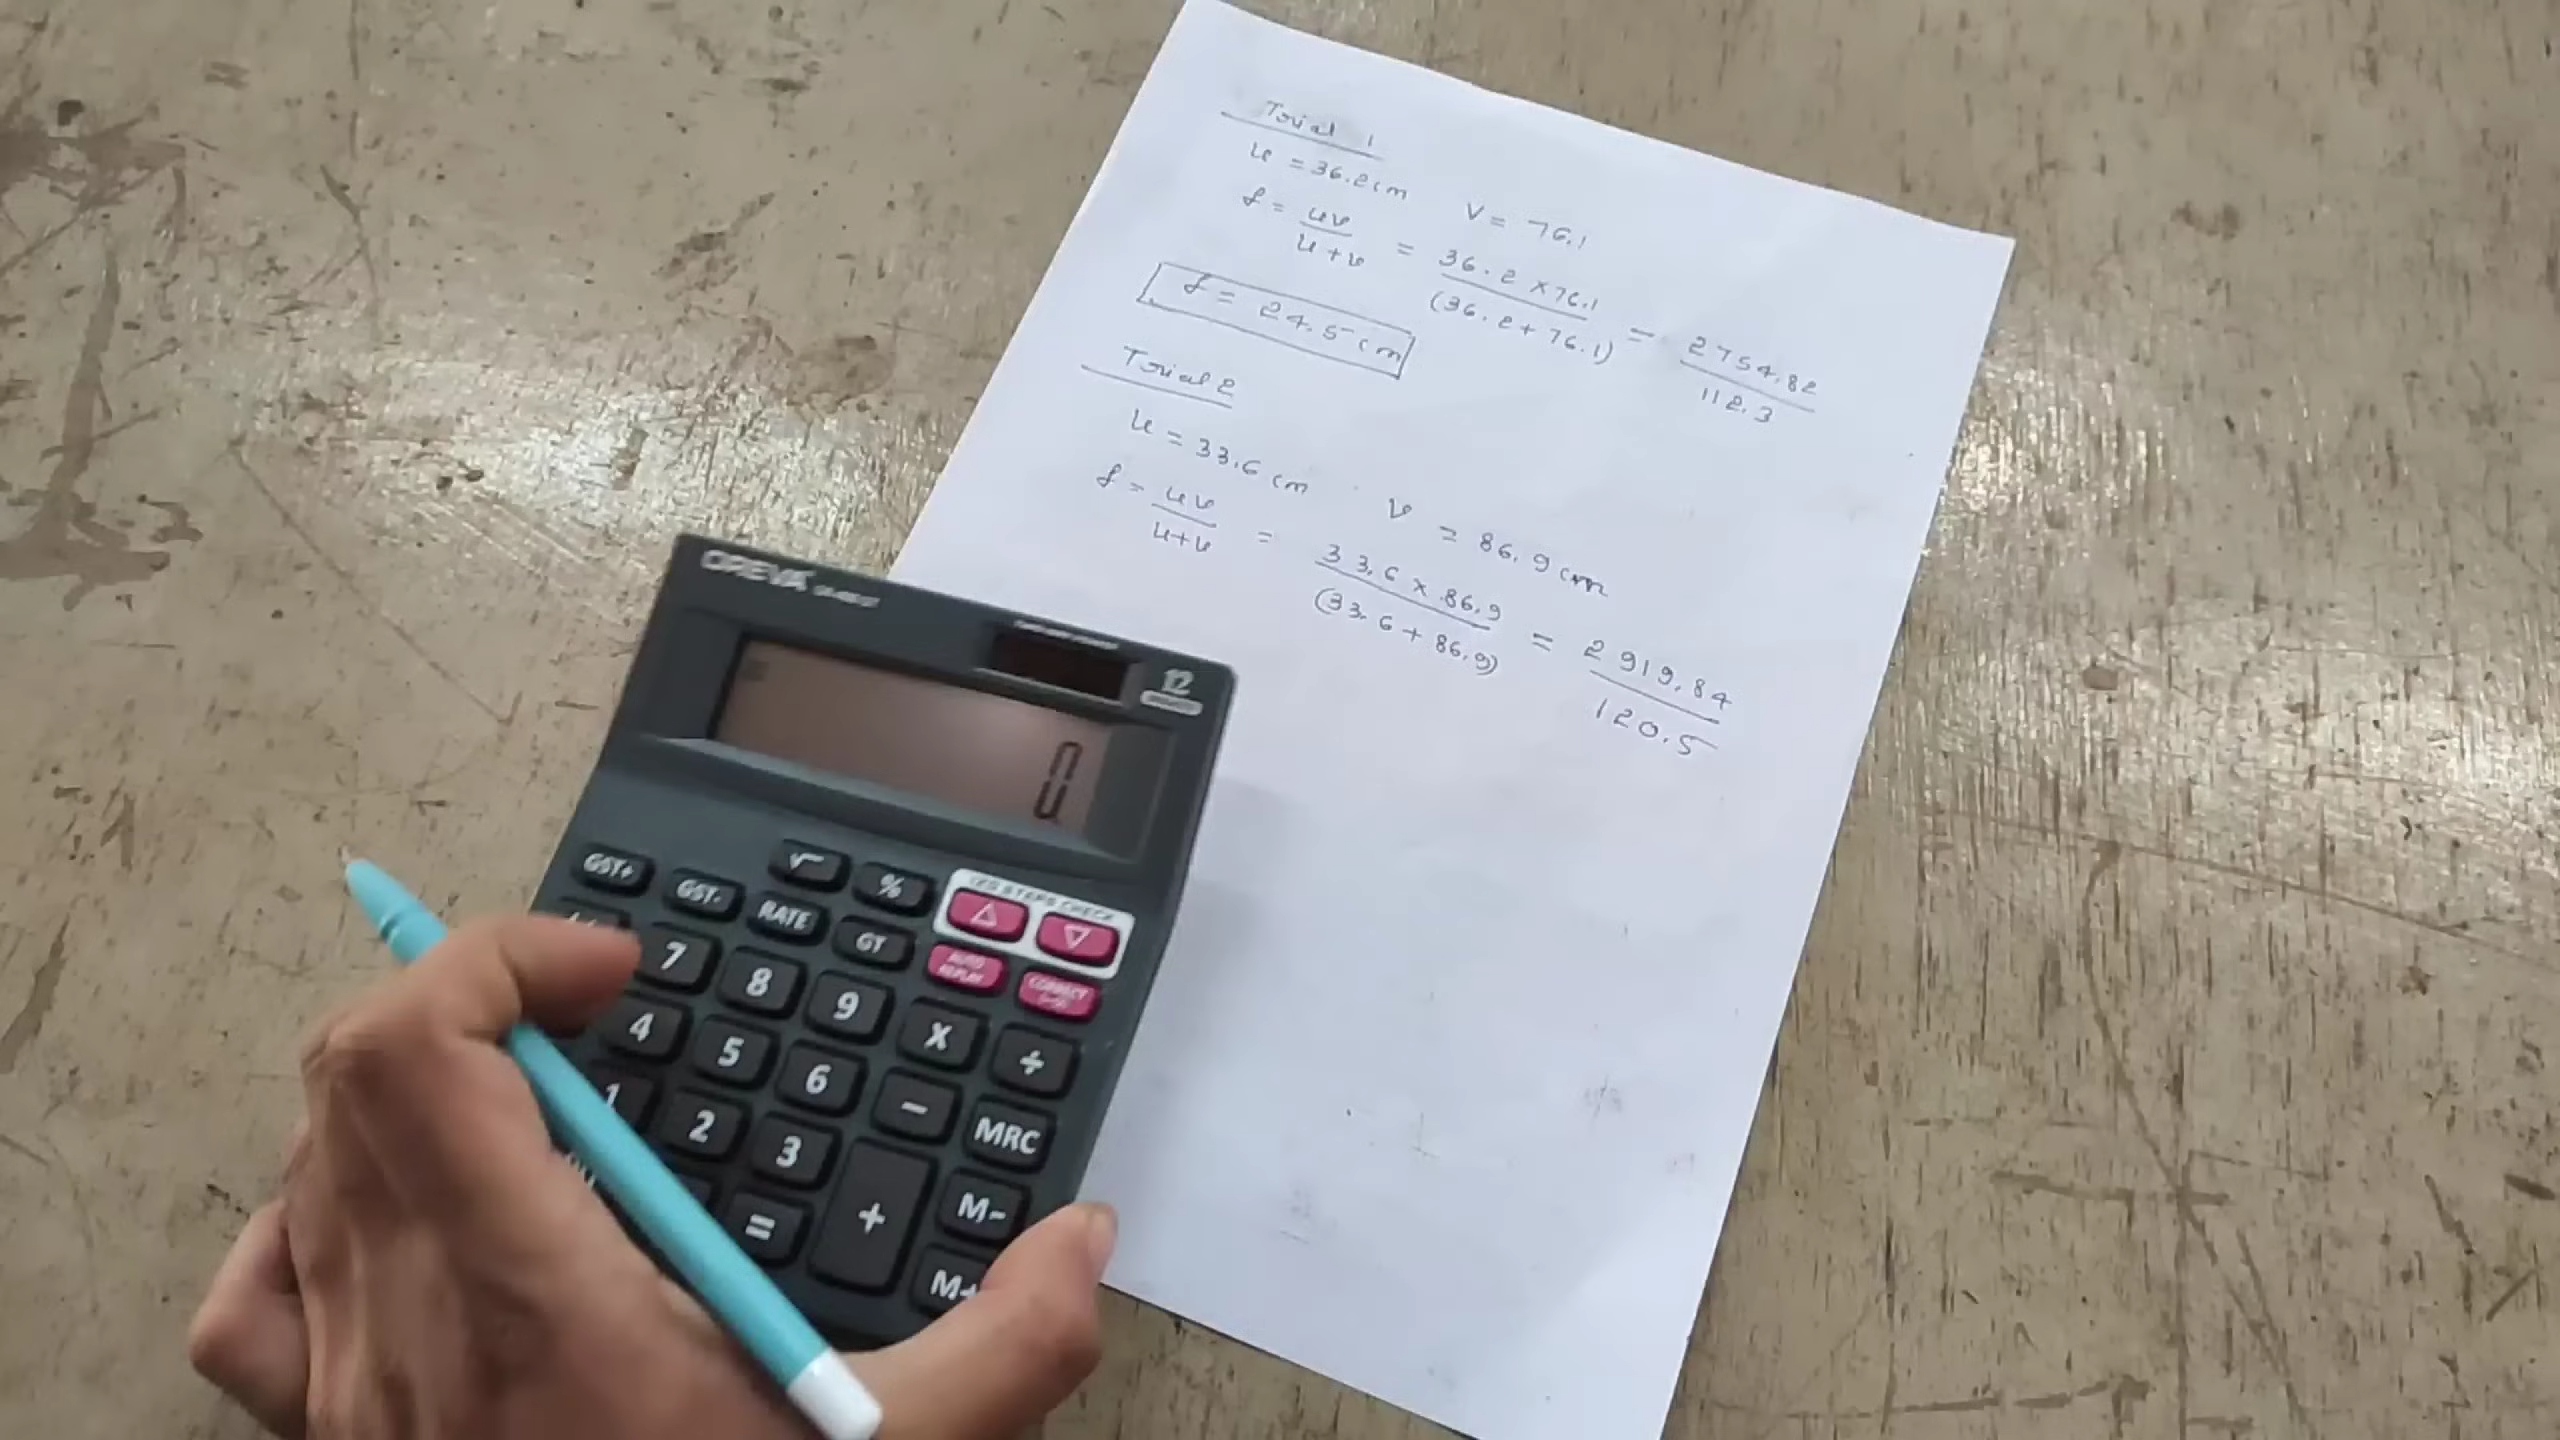 Trial 1
u = 36.2 cm V = 76.1
f = uv / u+v = 36.2 x 76.1 / (36.2 + 76.1) = 2754.82 / 112.3
f = 24.5 cm
Trial 2
u = 33.6 cm v = 86.9 cm
f = uv / u+v = 33.6 x 86.9 / (33.6 + 86.9) = 2919.84 / 120.5
OREVA
12
0
√ %
GST+ GST- RATE GT △ ▽
7 8 9 AUTO REPLAY CORRECT
4 5 6 X ÷
1 2 3 - MRC
= + M-
M+